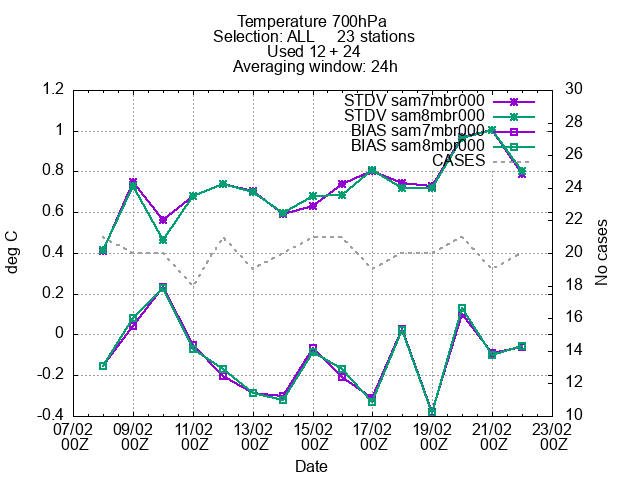 Temperature 700hPa
Selection: ALL 23 stations
Used 12 + 24
Averaging window: 24h
STDV sam7mbr000
STDV sam8mbr000
BIAS sam7mbr000
BIAS sam8mbr000
CASES
1.2
1
0.8
0.6
0.4
0.2
0
-0.2
-0.4
deg C
30
28
26
24
22
20
18
16
14
12
10
No cases
07/02 09/02 11/02 13/02 15/02 17/02 19/02 21/02 23/02
00Z 00Z 00Z 00Z 00Z 00Z 00Z 00Z 00Z
Date